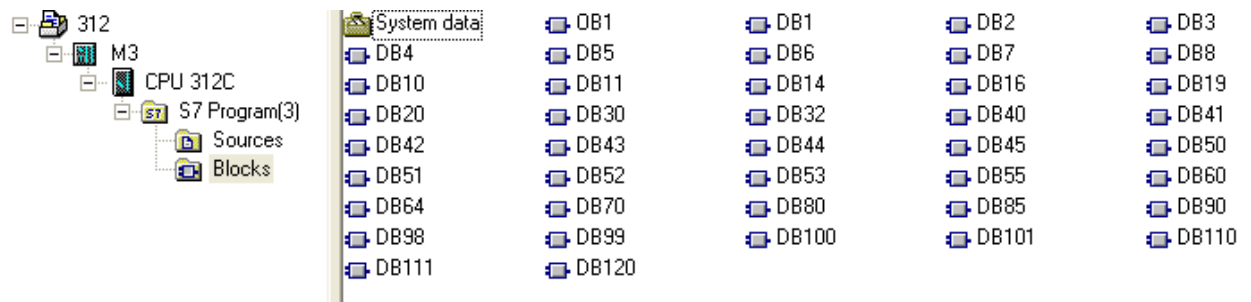 312 System data OB1 DB1 DB2 DB3
M3 DB4 DB5 DB6 DB7 DB8
CPU 312C DB10 DB11 DB14 DB16 DB19
S7 Program(3) DB20 DB30 DB32 DB40 DB41
Sources DB42 DB43 DB44 DB45 DB50
Blocks DB51 DB52 DB53 DB55 DB60
DB64 DB70 DB80 DB85 DB90
DB98 DB99 DB100 DB101 DB110
DB111 DB120